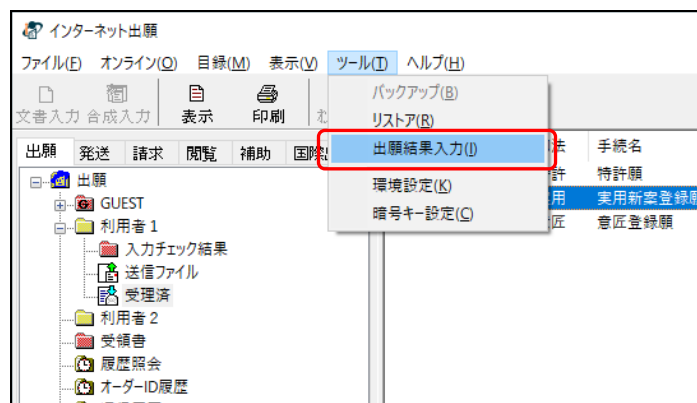 インターネット出願
ファイル(F) オンライン(O) 目録(M) 表示(V) ツール(T) ヘルプ(H)
文書入力 合成入力 表示 印刷
バックアップ(B)
リストア(R)
出願結果入力(I)
環境設定(K)
暗号キー設定(C)
出願 発送 請求 閲覧 補助 国際
法 手続名
許 特許願
用 実用新案登録願
匠 意匠登録願
出願
GUEST
利用者1
入力チェック結果
送信ファイル
受理済
利用者2
受領書
履歴照会
オーダーID履歴